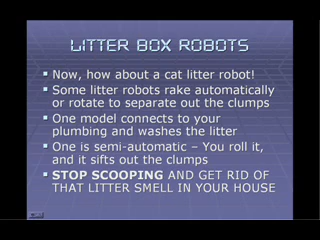 LITTER BOX ROBOTS
▪ Now, how about a cat litter robot!
▪ Some litter robots rake automatically
or rotate to separate out the clumps
▪ One model connects to your
plumbing and washes the litter
▪ One is semi-automatic – You roll it,
and it sifts out the clumps
▪ STOP SCOOPING AND GET RID OF
THAT LITTER SMELL IN YOUR HOUSE